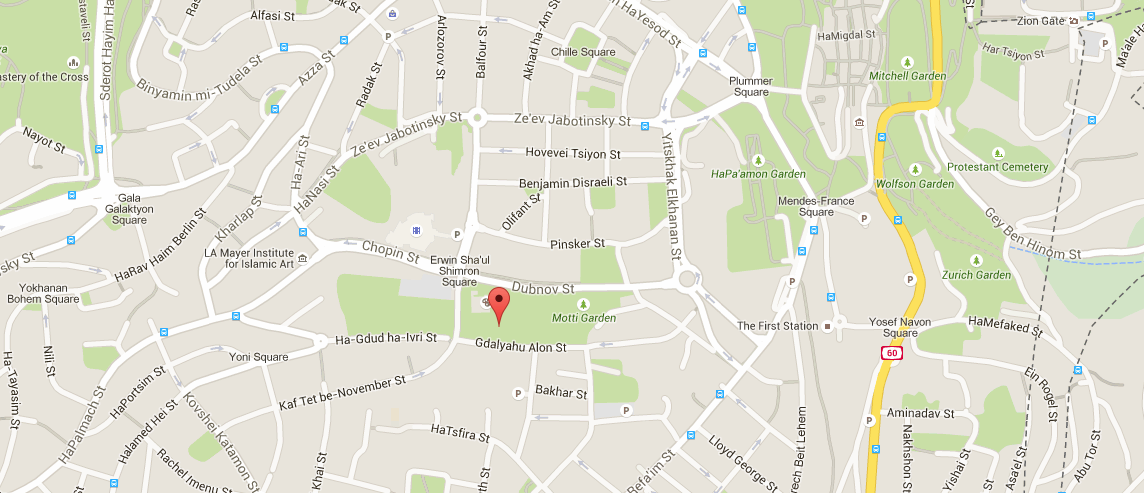 Radak St
Alfasi St
Zion Gate
P
HaYesod St
HaMigdal St
Har Tsiyon St
P
P
Sderot Hayim Ha
Arlozorov St
Balfour St
Akhad ha-Am St
Chille Square
Mitchell Garden
astery of the Cross
Azza St
Plummer
Square
Binyamin mi-Tudela St
Radak St
Ze'ev Jabotinsky St
Ze'ev Jabotinsky St
Nayot St
Hovevei Tsiyon St
Yitskhak Elkhanan St
HaPa'amon Garden
Protestant Cemetery
Ha-Ari St
HaNasi St
Benjamin Disraeli St
Wolfson Garden
Gala
Galaktyon
Square
Kharlap St
Olifant St
Mendes-France
Square
P
Gey Ben Hinom St
HaRav Haim Berlin St
P
Pinsker St
LA Mayer Institute
for Islamic Art
Chopin St
Erwin Sha'ul
Shimron
Square
sky St
Zurich Garden
P
P
Yokhanan
Bohem Square
Dubnov St
Motti Garden
The First Station
Yosef Navon
Square
HaMefaked St
Ha-Gdud ha-Ivri St
Gdalyahu Alon St
Yoni Square
60
Nili St
Ha-Tayasim St
HaPortsim St
Kaf Tet be-November St
P
Bakhar St
P
Ein Rogel St
HaPalmach St
Halamed Hei St
Kovshei Katamon St
P
Aminadav St
HaTsfira St
Lloyd George St
erech Beit Lehem
Nakhshon St
Yishai St
Asa'el St
Abu Tor St
Rachel Imenu St
Khai St
rth St
Refa'im St